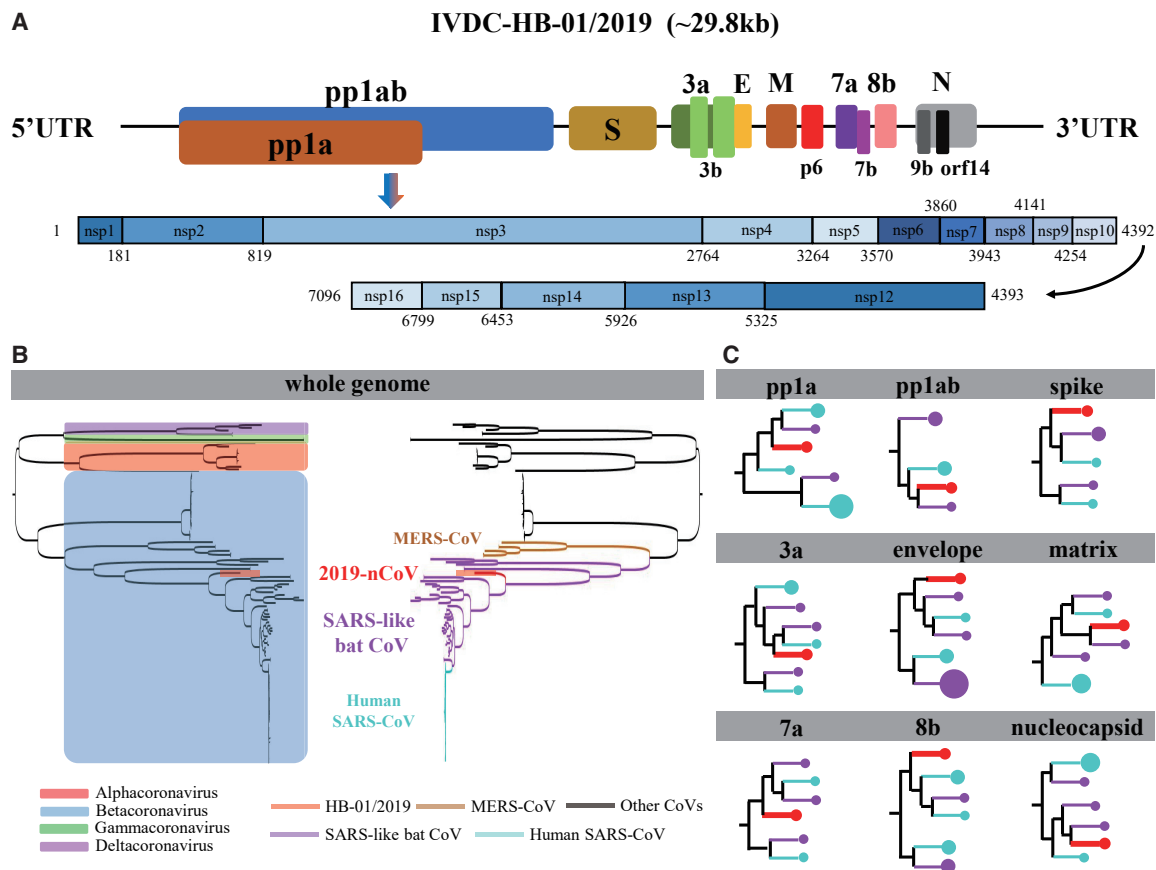 A
IVDC-HB-01/2019 (~29.8kb)
pp1ab
3a E M 7a 8b N
5'UTR
pp1a
S
3'UTR
3b p6 7b 9b orf14
3860 4141
1 nsp1 nsp2 nsp3 nsp4 nsp5 nsp6 nsp7 nsp8 nsp9 nsp10 4392
181 819 2764 3264 3570 3943 4254
7096 nsp16 nsp15 nsp14 nsp13 nsp12 4393
6799 6453 5926 5325
B
whole genome
MERS-CoV
2019-nCoV
SARS-like
bat CoV
Human
SARS-CoV
Alphacoronavirus
Betacoronavirus
Gammacoronavirus
Deltacoronavirus
HB-01/2019 MERS-CoV Other CoVs
SARS-like bat CoV Human SARS-CoV
C
pp1a pp1ab spike
3a envelope matrix
7a 8b nucleocapsid